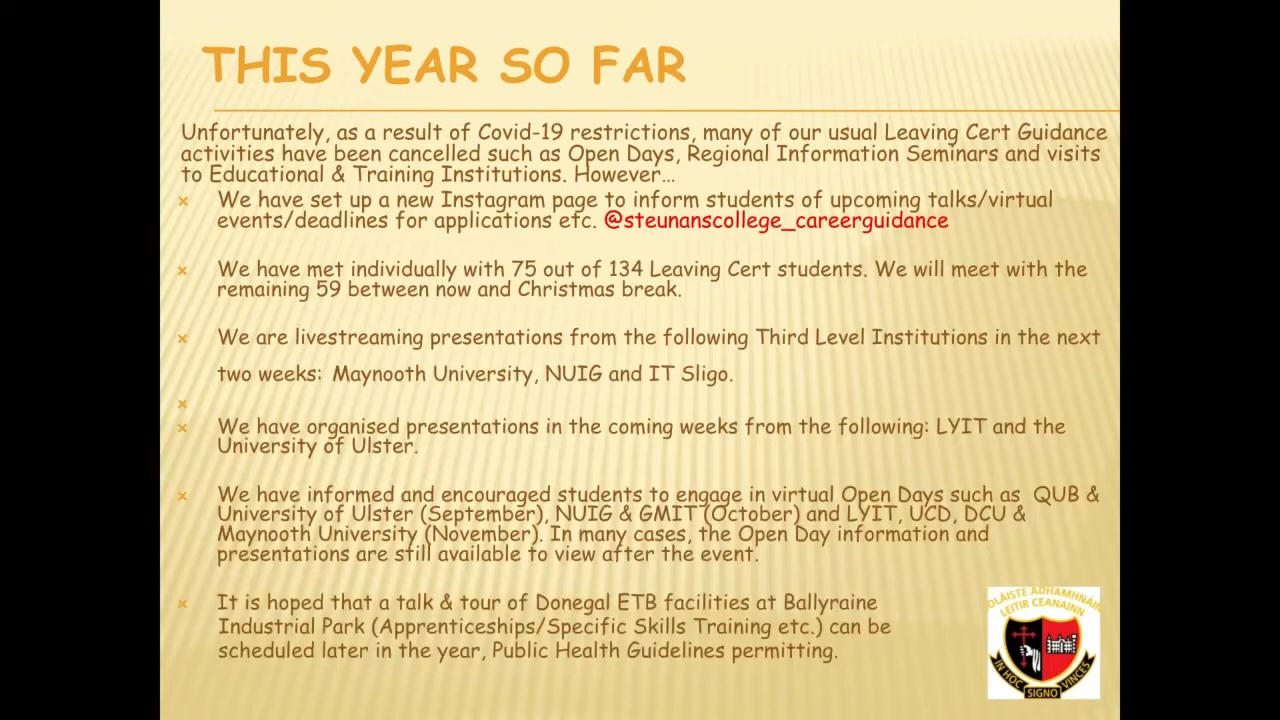 THIS YEAR SO FAR
Unfortunately, as a result of Covid-19 restrictions, many of our usual Leaving Cert Guidance
activities have been cancelled such as Open Days, Regional Information Seminars and visits
to Educational & Training Institutions. However…
We have set up a new Instagram page to inform students of upcoming talks/virtual
events/deadlines for applications etc. @steunanscollege_careerguidance
We have met individually with 75 out of 134 Leaving Cert students. We will meet with the
remaining 59 between now and Christmas break.
We are livestreaming presentations from the following Third Level Institutions in the next
two weeks: Maynooth University, NUIG and IT Sligo.
We have organised presentations in the coming weeks from the following: LYIT and the
University of Ulster.
We have informed and encouraged students to engage in virtual Open Days such as QUB &
University of Ulster (September), NUIG & GMIT (October) and LYIT, UCD, DCU &
Maynooth University (November). In many cases, the Open Day information and
presentations are still available to view after the event.
It is hoped that a talk & tour of Donegal ETB facilities at Ballyraine
Industrial Park (Apprenticeships/Specific Skills Training etc.) can be
scheduled later in the year, Public Health Guidelines permitting.
OLÁISTE ADHAMHNÁIN
LEITIR CEANAINN
IN HOC SIGNO VINCES